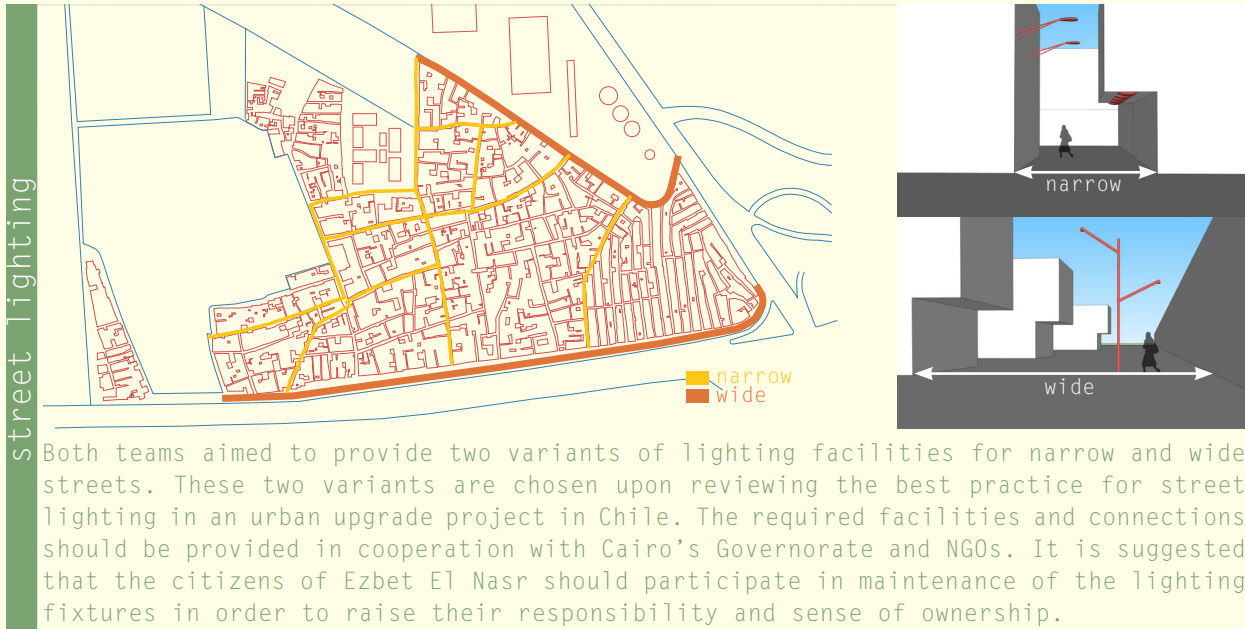 street lighting
narrow
wide
narrow
wide
Both teams aimed to provide two variants of lighting facilities for narrow and wide
streets. These two variants are chosen upon reviewing the best practice for street
lighting in an urban upgrade project in Chile. The required facilities and connections
should be provided in cooperation with Cairo’s Governorate and NGOs. It is suggested
that the citizens of Ezbet El Nasr should participate in maintenance of the lighting
fixtures in order to raise their responsibility and sense of ownership.